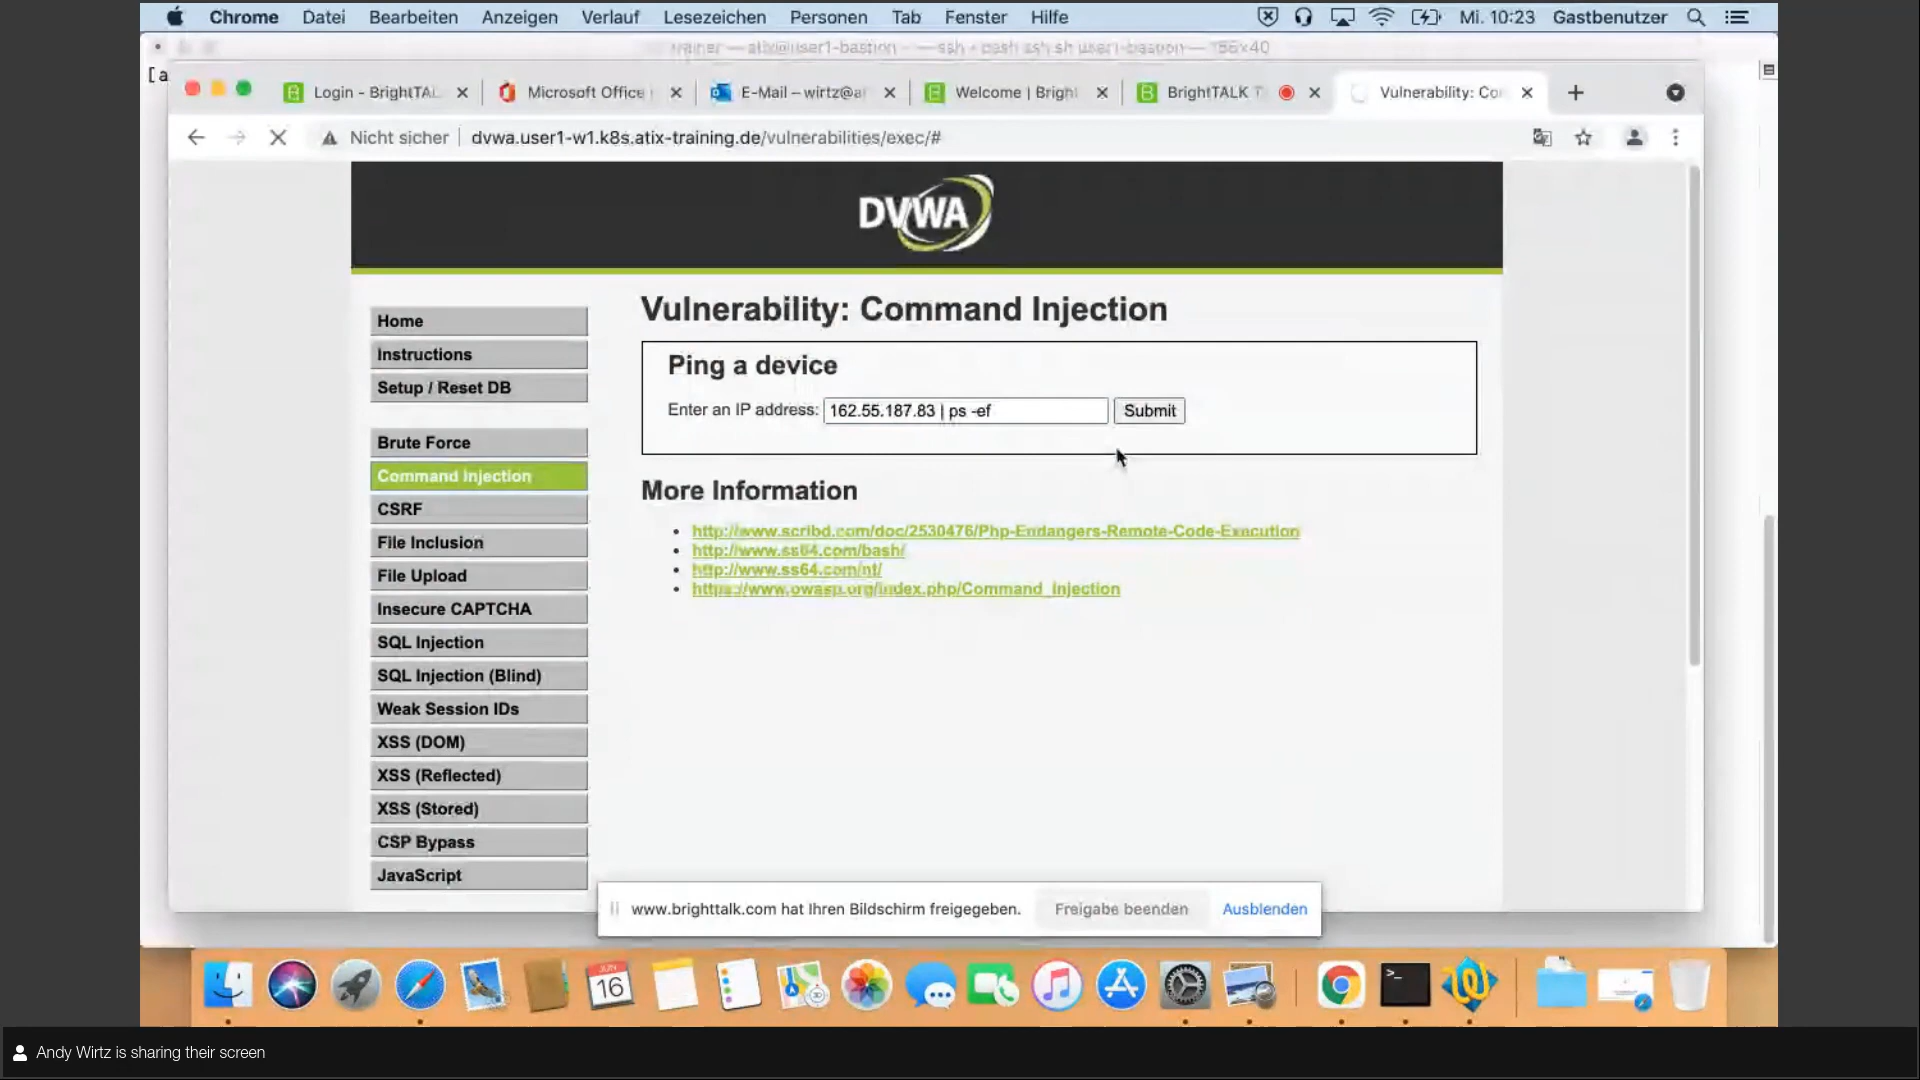 Chrome Datei Bearbeiten Anzeigen Verlauf Lesezeichen Personen Tab Fenster Hilfe Mi. 10:23 Gastbenutzer
[a
Login - BrightTAL Microsoft Office E-Mail – wirtz@a Welcome | Bright BrightTALK Vulnerability: Co
Nicht sicher dvwa.user1-w1.k8s.atix-training.de/vulnerabilities/exec/#
DVWA
Vulnerability: Command Injection
Ping a device
Enter an IP address: 162.55.187.83 | ps -ef Submit
More Information
http://www.scribd.com/doc/2530476/Php-Endangers-Remote-Code-Execution
http://www.ss64.com/bash/
http://www.ss64.com/nt/
https://www.owasp.org/index.php/Command_Injection
Home
Instructions
Setup / Reset DB
Brute Force
Command Injection
CSRF
File Inclusion
File Upload
Insecure CAPTCHA
SQL Injection
SQL Injection (Blind)
Weak Session IDs
XSS (DOM)
XSS (Reflected)
XSS (Stored)
CSP Bypass
JavaScript
www.brighttalk.com hat Ihren Bildschirm freigegeben. Freigabe beenden Ausblenden
JUN
16
Andy Wirtz is sharing their screen